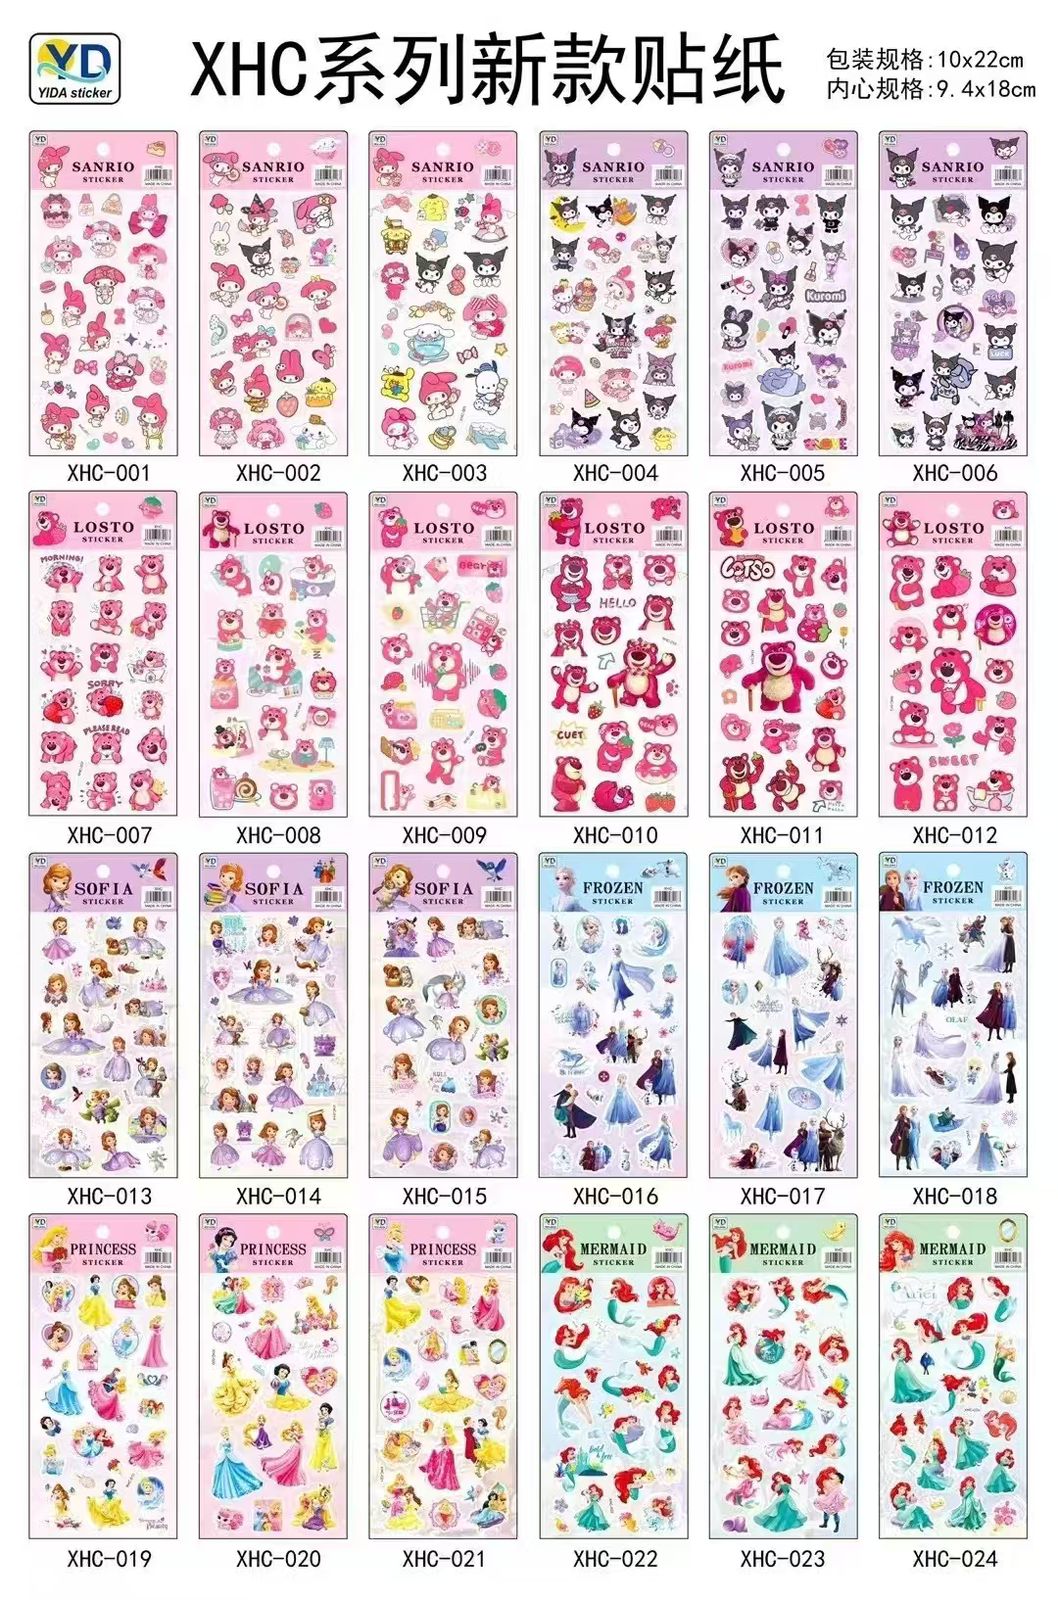 YD
YIDA sticker
XHC系列新款贴纸
包装规格:10x22cm
内心规格:9.4x18cm
SANRIO
STICKER
SANRIO
STICKER
SANRIO
STICKER
SANRIO
STICKER
SANRIO
STICKER
SANRIO
STICKER
Kuromi
kuromi
LUCK
LOVE
XHC-001
XHC-002
XHC-003
XHC-004
XHC-005
XHC-006
LOSTO
STICKER
LOSTO
STICKER
LOSTO
STICKER
LOSTO
STICKER
LOSTO
STICKER
LOSTO
STICKER
MORNING!
LOTSO
HELLO
SORRY
PLEASE READ
CUET
SWEET
XHC-007
XHC-008
XHC-009
XHC-010
XHC-011
XHC-012
SOFIA
STICKER
SOFIA
STICKER
SOFIA
STICKER
FROZEN
STICKER
FROZEN
STICKER
FROZEN
STICKER
OLAF
XHC-013
XHC-014
XHC-015
XHC-016
XHC-017
XHC-018
PRINCESS
STICKER
PRINCESS
STICKER
PRINCESS
STICKER
MERMAID
STICKER
MERMAID
STICKER
MERMAID
STICKER
Ariel
XHC-019
XHC-020
XHC-021
XHC-022
XHC-023
XHC-024